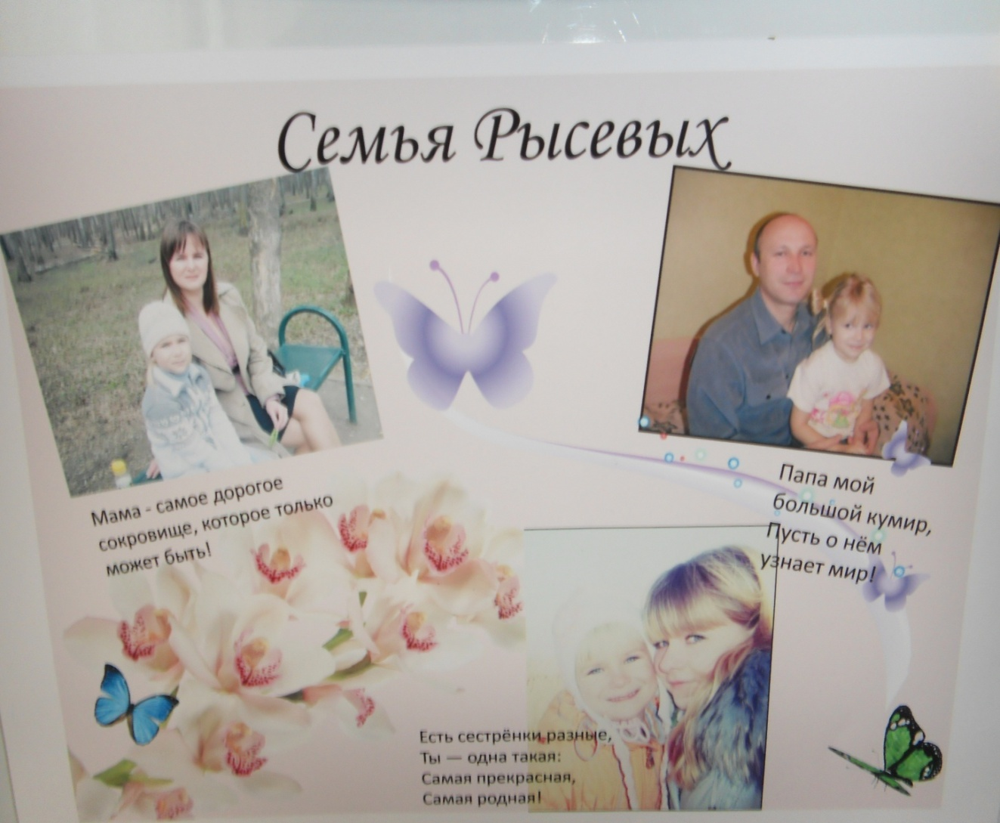 Семья Рысевых
Мама - самое дорогое
сокровище, которое только
может быть!
Папа мой
большой кумир,
Пусть о нём
узнает мир!
Есть сестрёнки разные,
Ты — одна такая:
Самая прекрасная,
Самая родная!